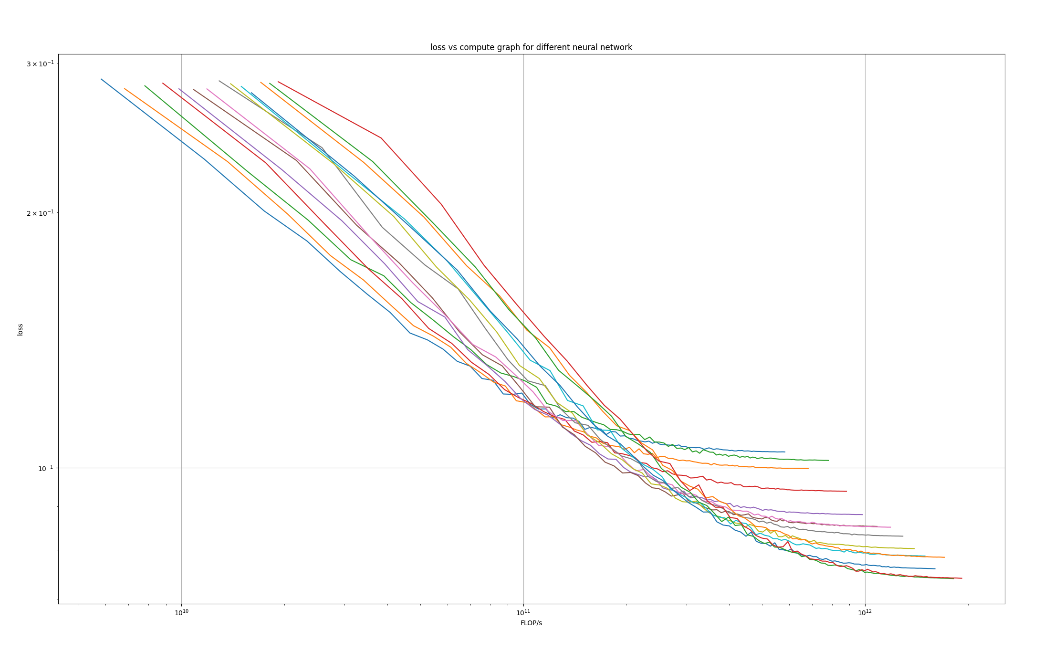 loss vs compute graph for different neural network
3 × 10⁻¹
2 × 10⁻¹
10⁻¹
loss
10¹⁰
10¹¹
10¹²
FLOP/s